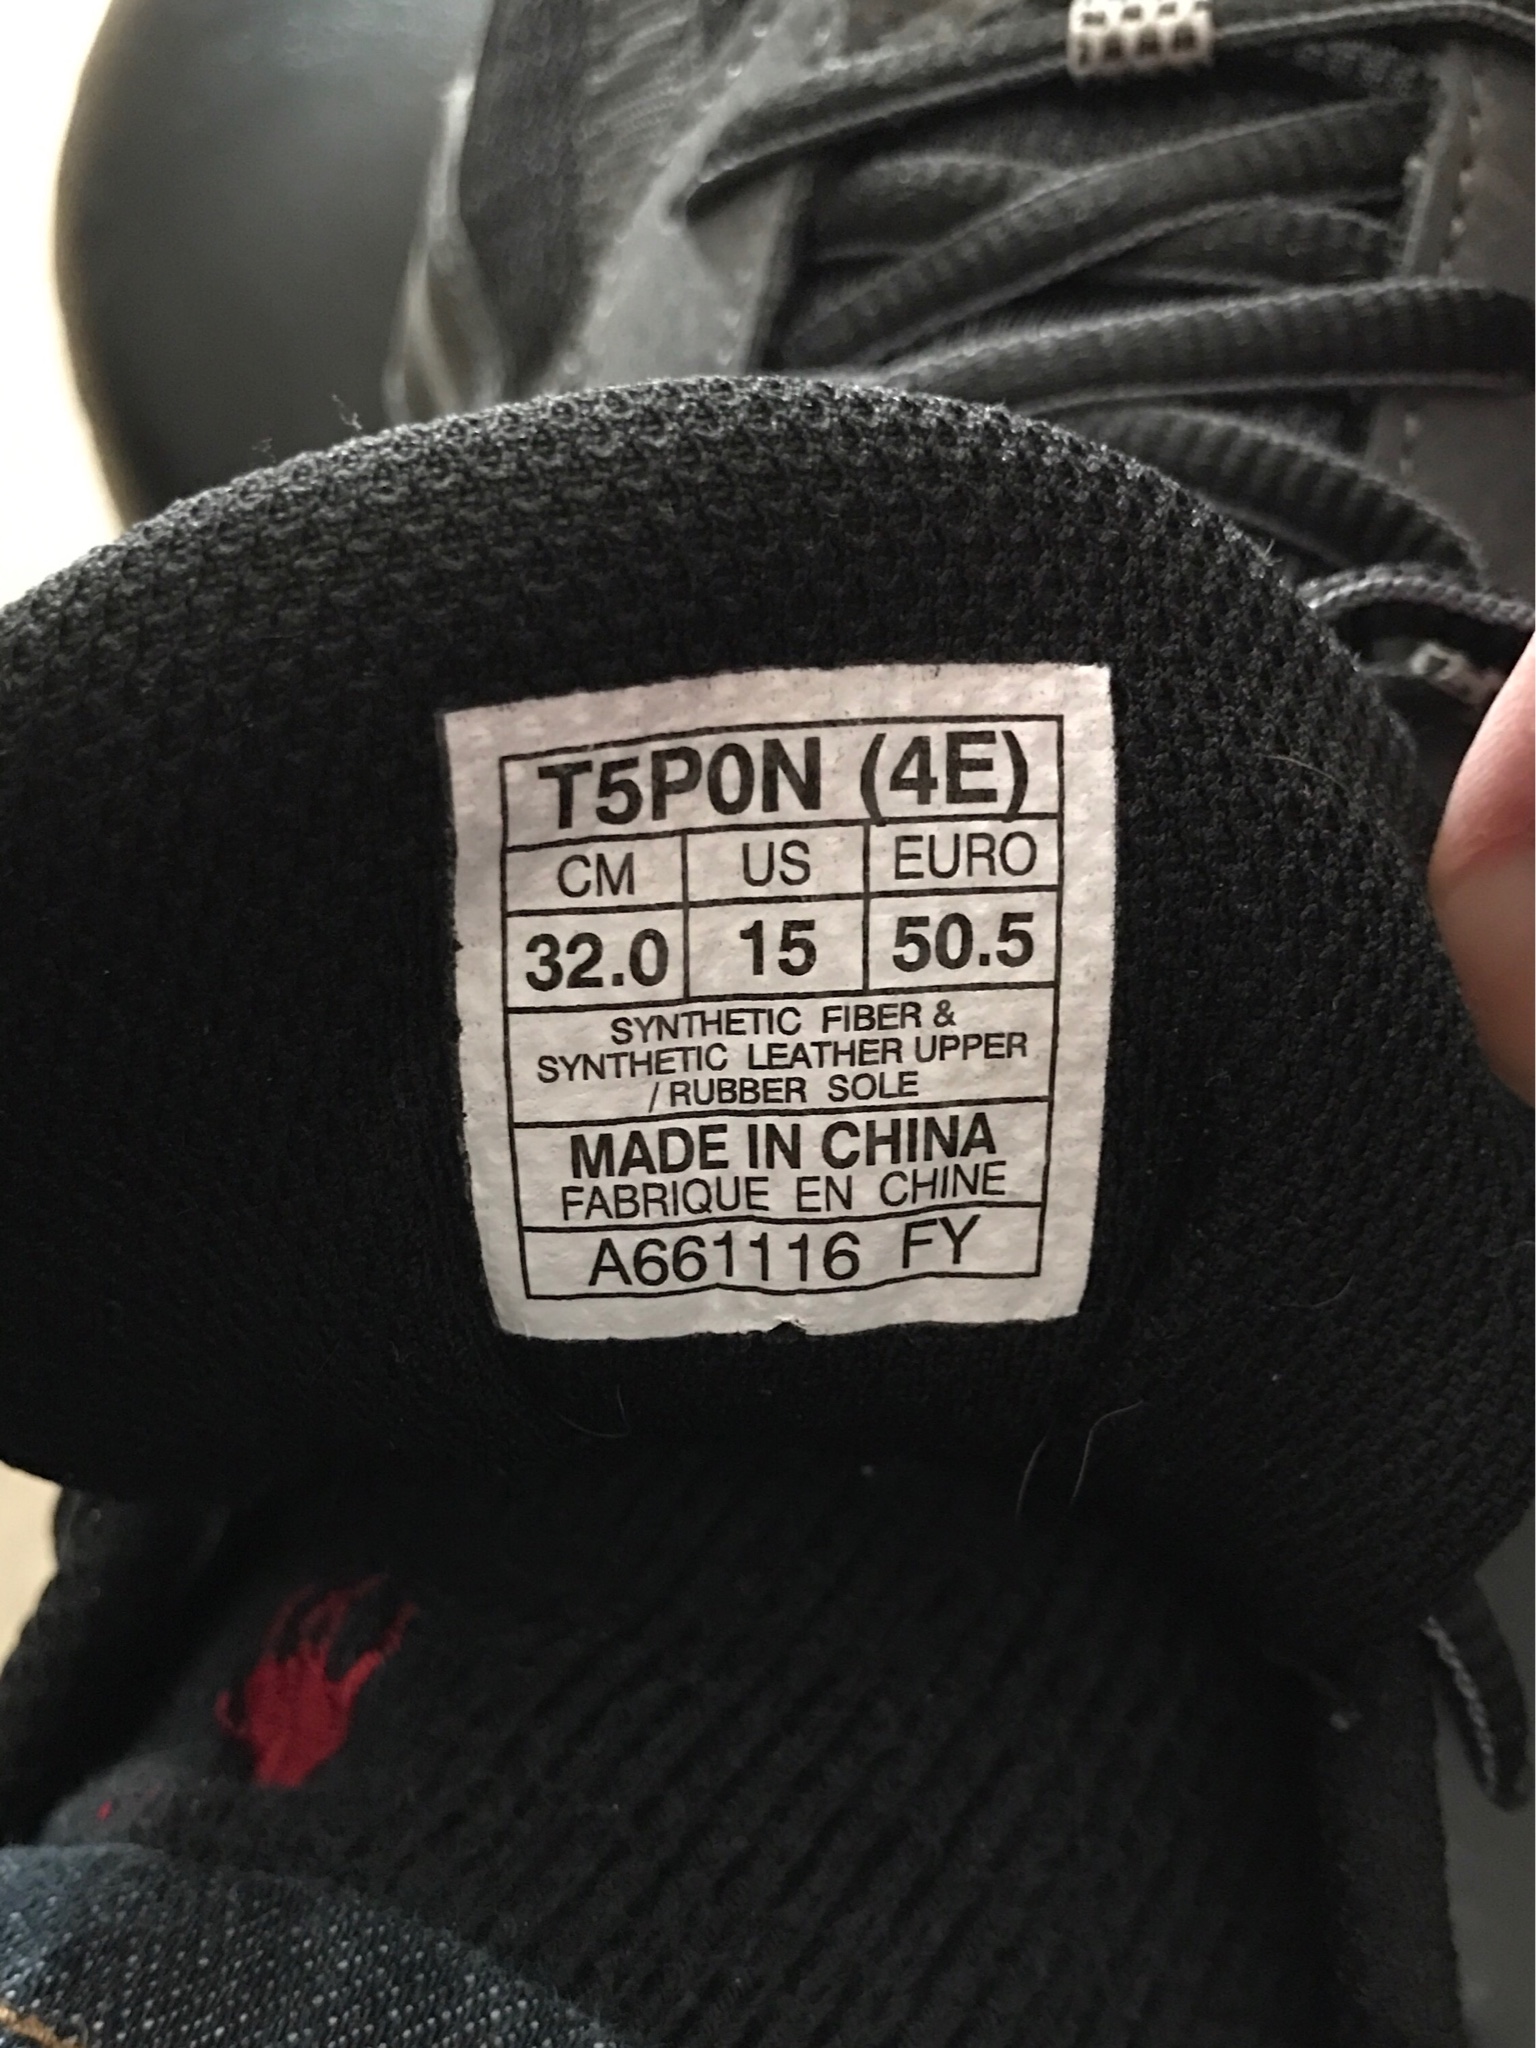 T5P0N (4E)
CM US EURO
32.0 15 50.5
SYNTHETIC FIBER &
SYNTHETIC LEATHER UPPER
/ RUBBER SOLE
MADE IN CHINA
FABRIQUE EN CHINE
A661116 FY